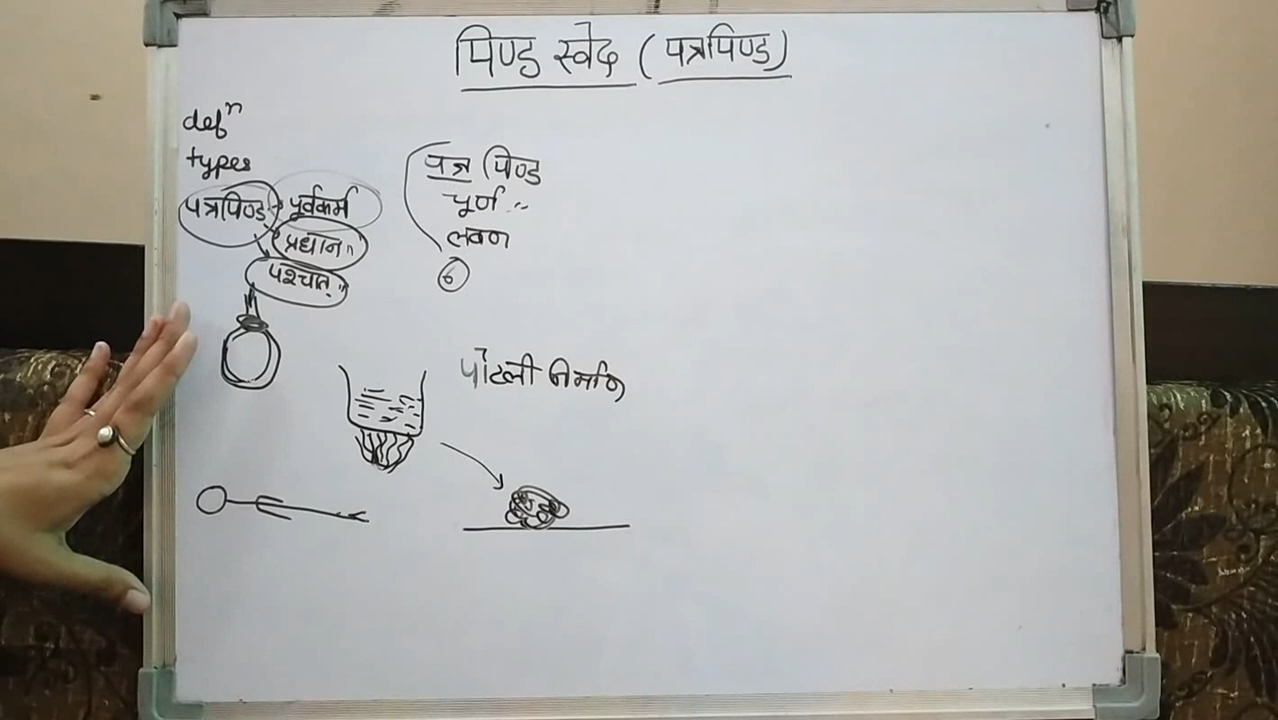 पिण्ड स्वेद (पत्रपिण्ड)
defⁿ
types
पत्रपिण्ड → पूर्वकर्म
प्रधान "
पश्चात् "
पत्र पिण्ड
चूर्ण "
लवण
6
पोटली निर्माण